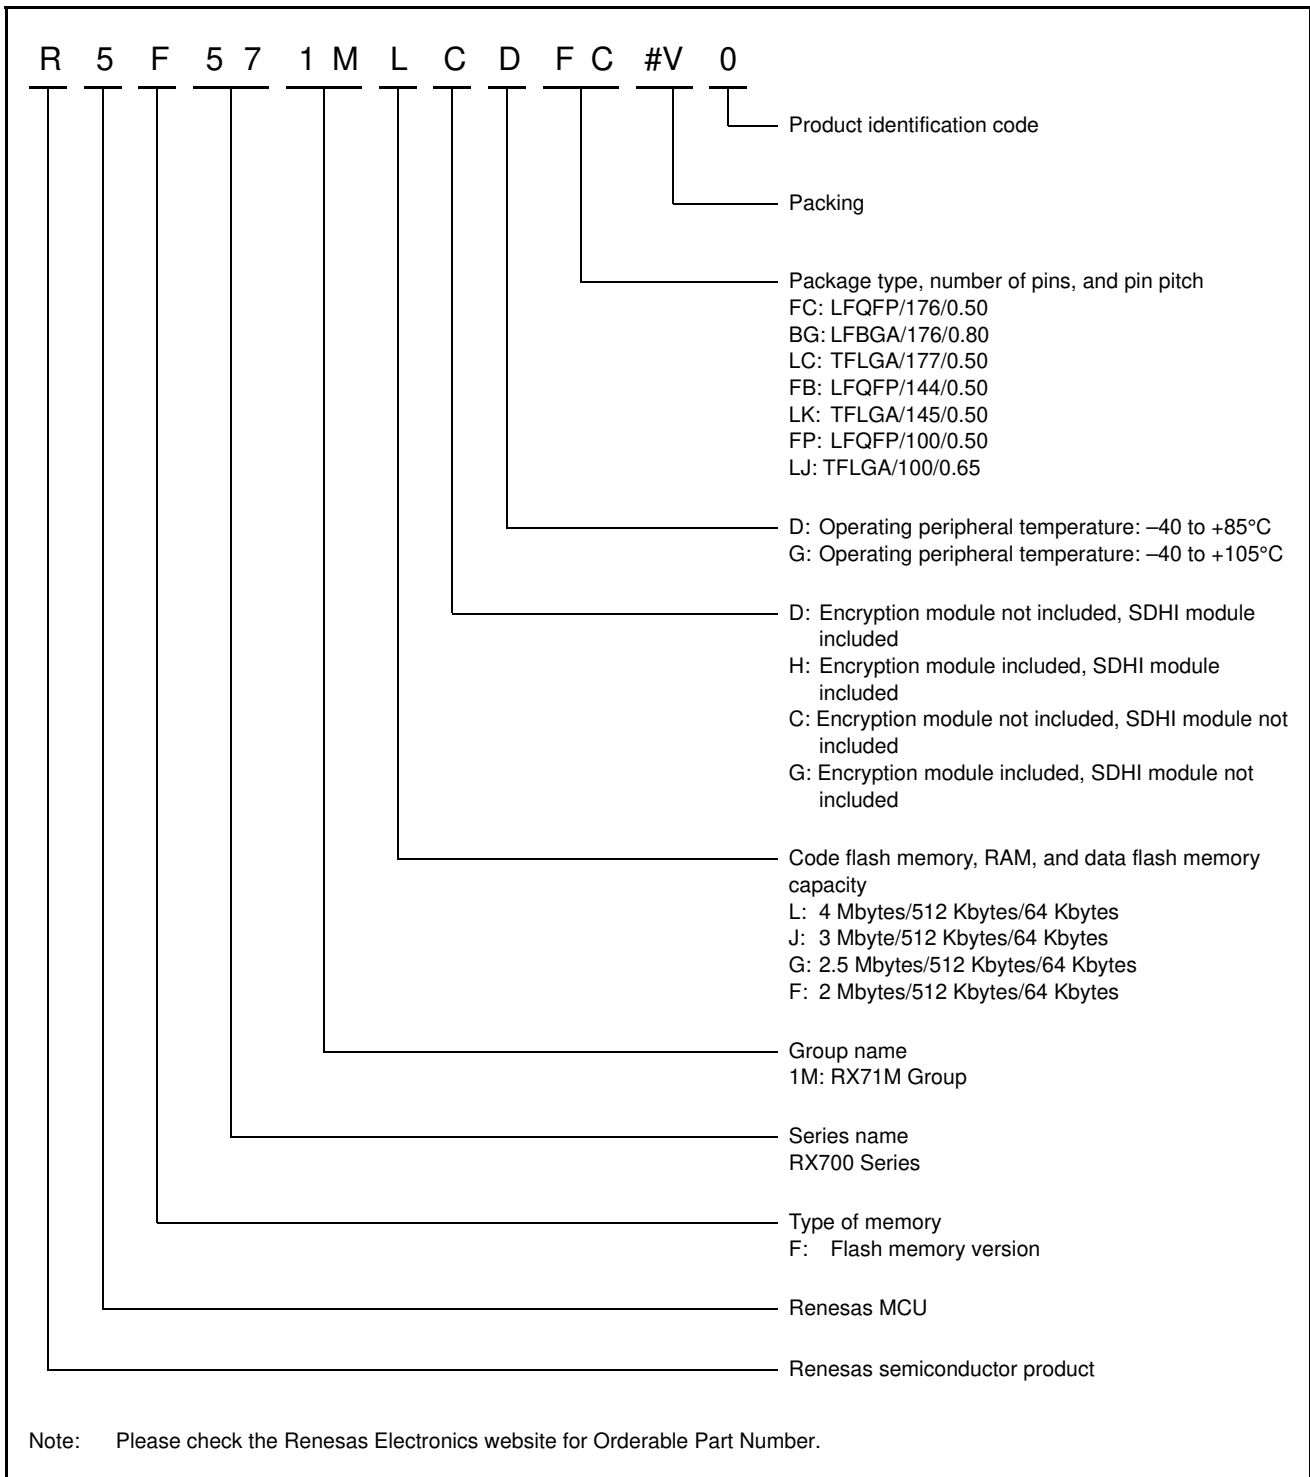 R 5 F 5 7 1 M L C D F C #V 0
Product identification code
Packing
Package type, number of pins, and pin pitch
FC: LFQFP/176/0.50
BG: LFBGA/176/0.80
LC: TFLGA/177/0.50
FB: LFQFP/144/0.50
LK: TFLGA/145/0.50
FP: LFQFP/100/0.50
LJ: TFLGA/100/0.65
D: Operating peripheral temperature: –40 to +85°C
G: Operating peripheral temperature: –40 to +105°C
D: Encryption module not included, SDHI module
included
H: Encryption module included, SDHI module
included
C: Encryption module not included, SDHI module not
included
G: Encryption module included, SDHI module not
included
Code flash memory, RAM, and data flash memory
capacity
L: 4 Mbytes/512 Kbytes/64 Kbytes
J: 3 Mbyte/512 Kbytes/64 Kbytes
G: 2.5 Mbytes/512 Kbytes/64 Kbytes
F: 2 Mbytes/512 Kbytes/64 Kbytes
Group name
1M: RX71M Group
Series name
RX700 Series
Type of memory
F: Flash memory version
Renesas MCU
Renesas semiconductor product
Note: Please check the Renesas Electronics website for Orderable Part Number.